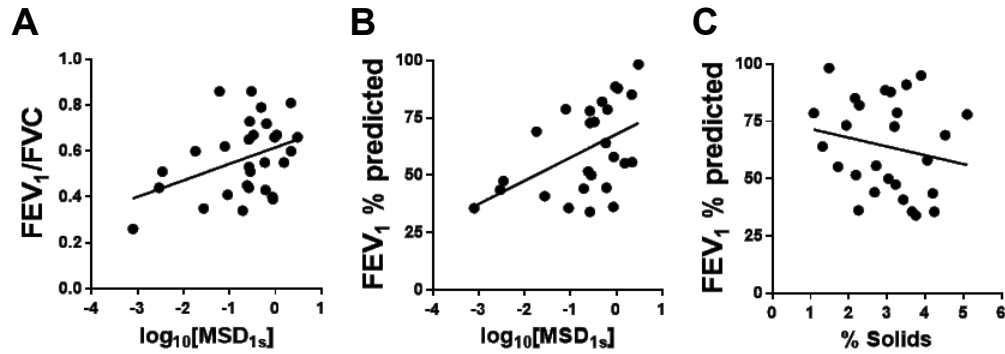 A
FEV1/FVC
1.0
0.8
0.6
0.4
0.2
0.0
-4 -3 -2 -1 0 1
log10[MSD1s]
B
FEV1 % predicted
100
75
50
25
0
-4 -3 -2 -1 0 1
log10[MSD1s]
C
FEV1 % predicted
100
75
50
25
0
0 1 2 3 4 5 6
% Solids